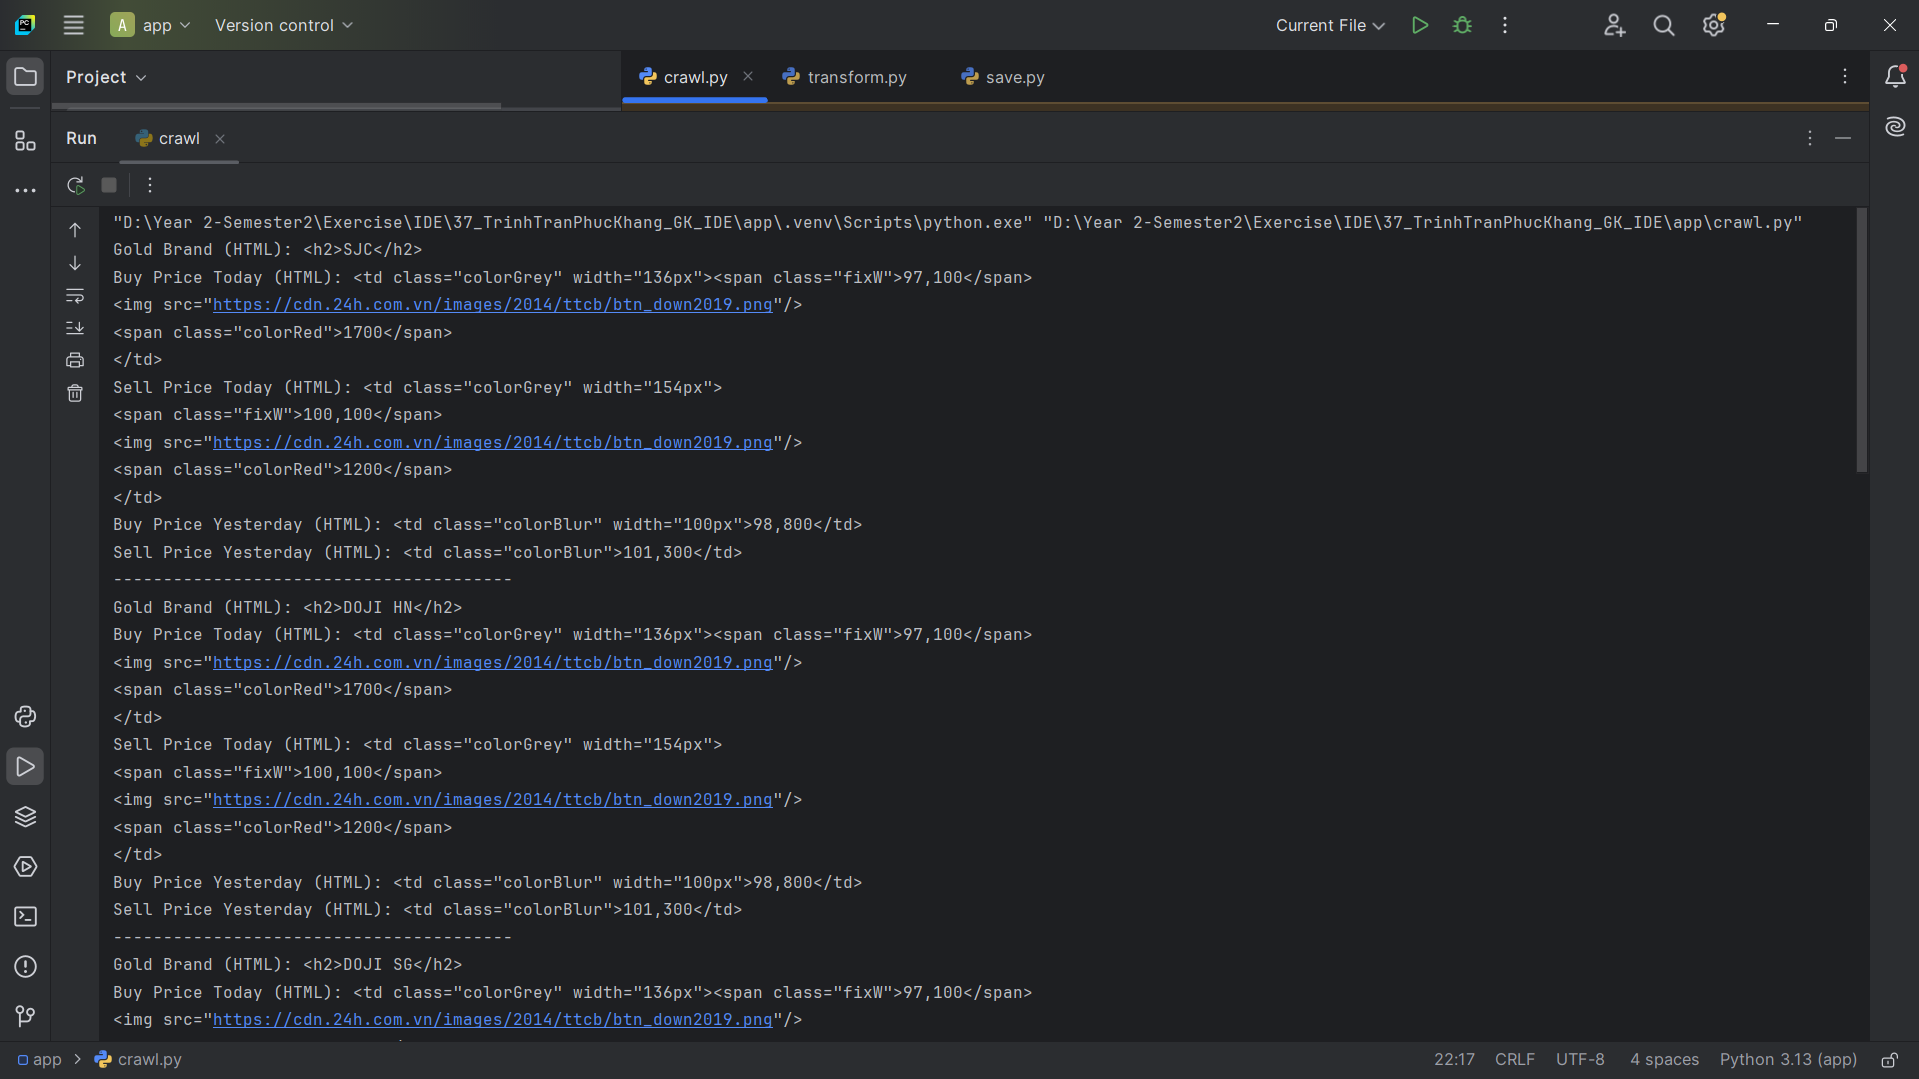 A app Version control Current File
Project crawl.py transform.py save.py
Run crawl
"D:\Year 2-Semester2\Exercise\IDE\37_TrinhTranPhucKhang_GK_IDE\app\.venv\Scripts\python.exe" "D:\Year 2-Semester2\Exercise\IDE\37_TrinhTranPhucKhang_GK_IDE\app\crawl.py"
Gold Brand (HTML): <h2>SJC</h2>
Buy Price Today (HTML): <td class="colorGrey" width="136px"><span class="fixW">97,100</span>
<img src="https://cdn.24h.com.vn/images/2014/ttcb/btn_down2019.png"/>
<span class="colorRed">1700</span>
</td>
Sell Price Today (HTML): <td class="colorGrey" width="154px">
<span class="fixW">100,100</span>
<img src="https://cdn.24h.com.vn/images/2014/ttcb/btn_down2019.png"/>
<span class="colorRed">1200</span>
</td>
Buy Price Yesterday (HTML): <td class="colorBlur" width="100px">98,800</td>
Sell Price Yesterday (HTML): <td class="colorBlur">101,300</td>
----------------------------------------
Gold Brand (HTML): <h2>DOJI HN</h2>
Buy Price Today (HTML): <td class="colorGrey" width="136px"><span class="fixW">97,100</span>
<img src="https://cdn.24h.com.vn/images/2014/ttcb/btn_down2019.png"/>
<span class="colorRed">1700</span>
</td>
Sell Price Today (HTML): <td class="colorGrey" width="154px">
<span class="fixW">100,100</span>
<img src="https://cdn.24h.com.vn/images/2014/ttcb/btn_down2019.png"/>
<span class="colorRed">1200</span>
</td>
Buy Price Yesterday (HTML): <td class="colorBlur" width="100px">98,800</td>
Sell Price Yesterday (HTML): <td class="colorBlur">101,300</td>
----------------------------------------
Gold Brand (HTML): <h2>DOJI SG</h2>
Buy Price Today (HTML): <td class="colorGrey" width="136px"><span class="fixW">97,100</span>
<img src="https://cdn.24h.com.vn/images/2014/ttcb/btn_down2019.png"/>
app > crawl.py 22:17 CRLF UTF-8 4 spaces Python 3.13 (app)